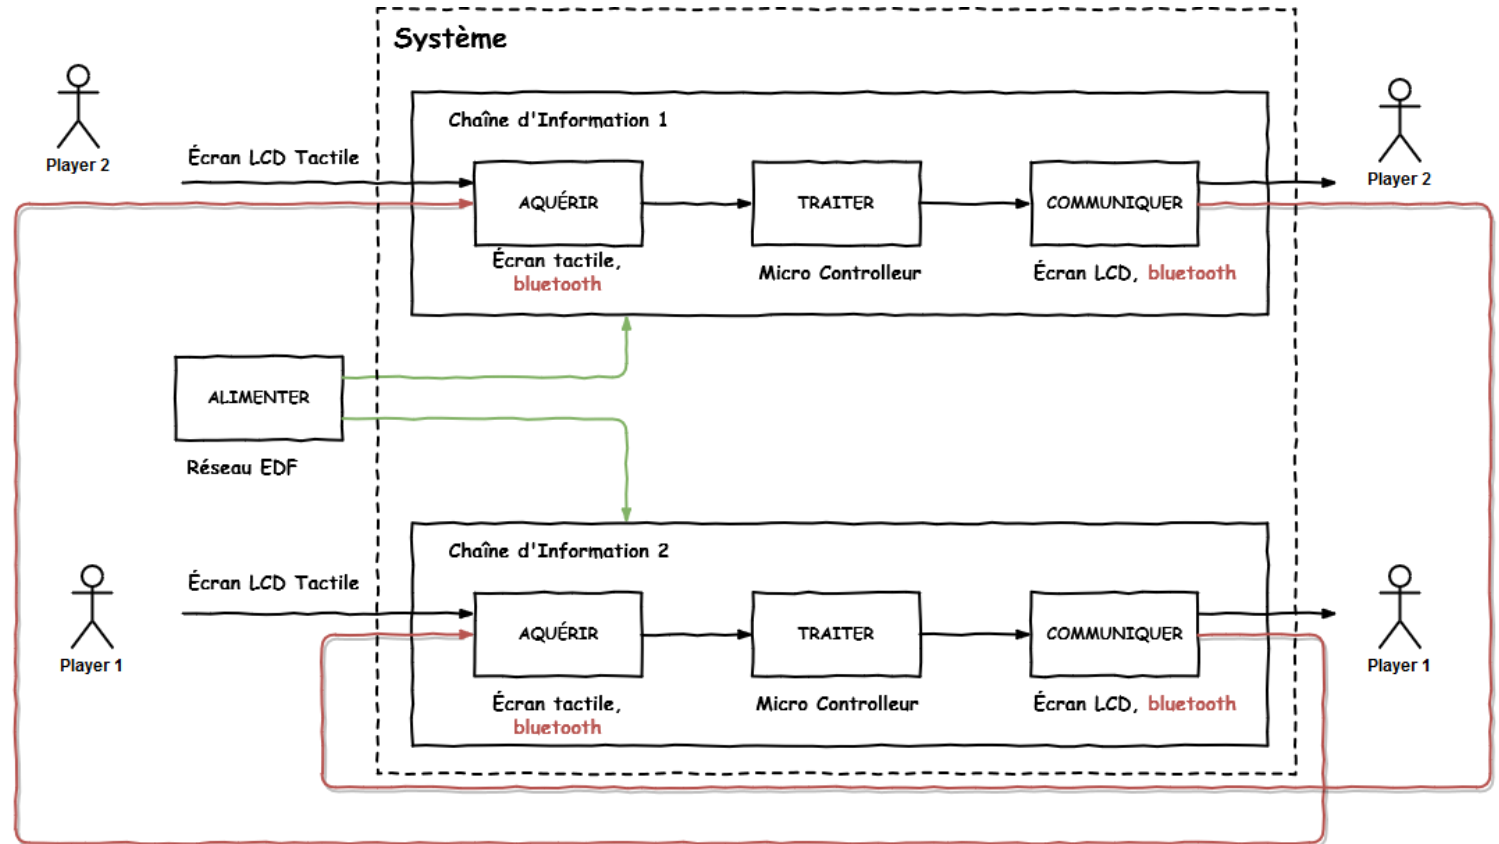 Système
Chaîne d'Information 1
Player 2
Écran LCD Tactile
AQUÉRIR
TRAITER
COMMUNIQUER
Player 2
Écran tactile,
bluetooth
Micro Controlleur
Écran LCD, bluetooth
ALIMENTER
Réseau EDF
Chaîne d'Information 2
Écran LCD Tactile
Player 1
AQUÉRIR
TRAITER
COMMUNIQUER
Player 1
Écran tactile,
bluetooth
Micro Controlleur
Écran LCD, bluetooth